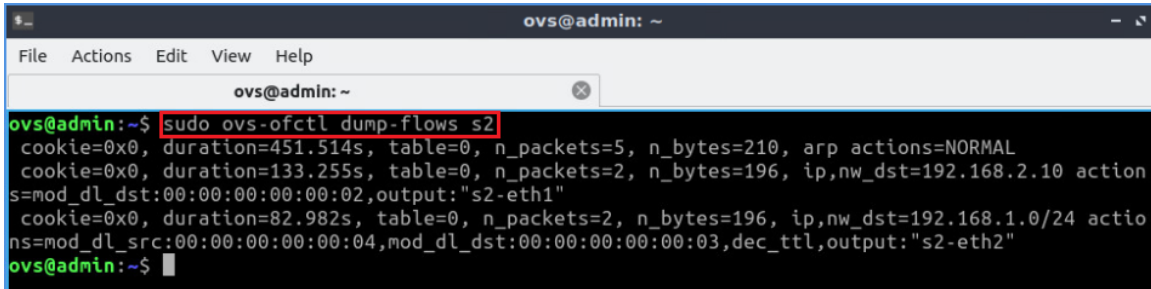 ovs@admin: ~
File Actions Edit View Help
ovs@admin: ~
ovs@admin:~$ sudo ovs-ofctl dump-flows s2
cookie=0x0, duration=451.514s, table=0, n_packets=5, n_bytes=210, arp actions=NORMAL
cookie=0x0, duration=133.255s, table=0, n_packets=2, n_bytes=196, ip,nw_dst=192.168.2.10 action
s=mod_dl_dst:00:00:00:00:00:02,output:"s2-eth1"
cookie=0x0, duration=82.982s, table=0, n_packets=2, n_bytes=196, ip,nw_dst=192.168.1.0/24 actio
ns=mod_dl_src:00:00:00:00:00:04,mod_dl_dst:00:00:00:00:00:03,dec_ttl,output:"s2-eth2"
ovs@admin:~$